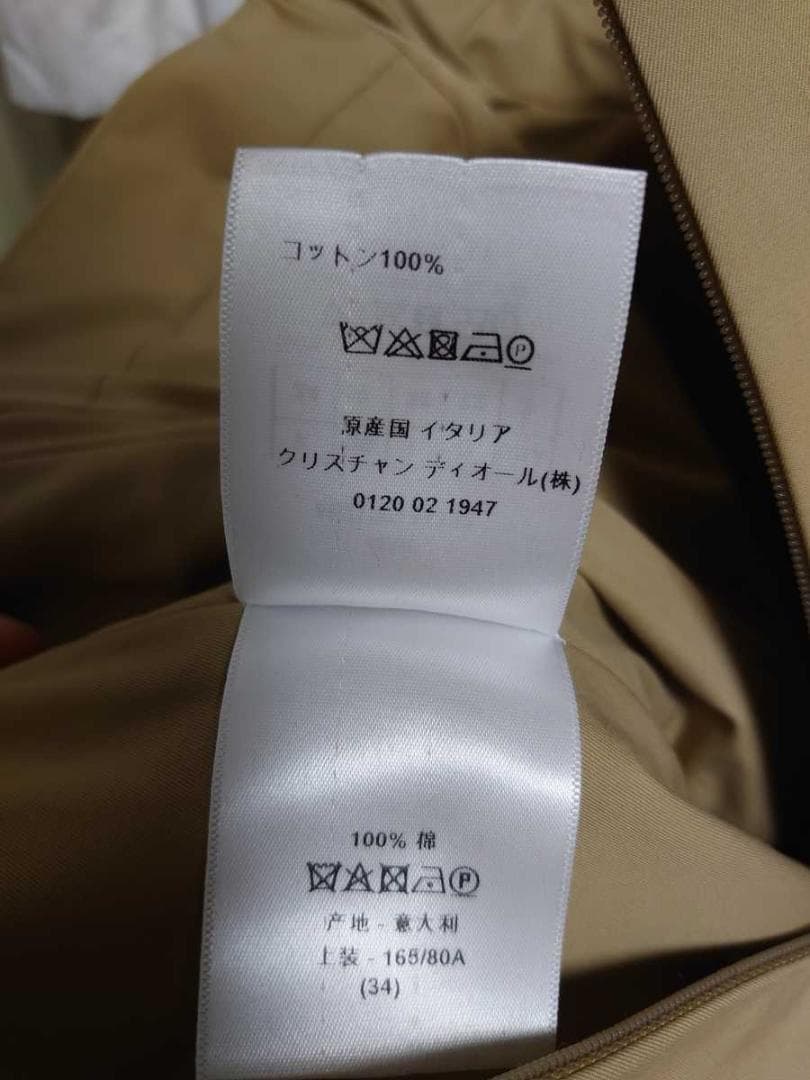 コットン100%
P
原産国 イタリア
クリスチャン ディオール(株)
0120 02 1947
100% 棉
P
产地 - 意大利
上装 - 165/80A
(34)